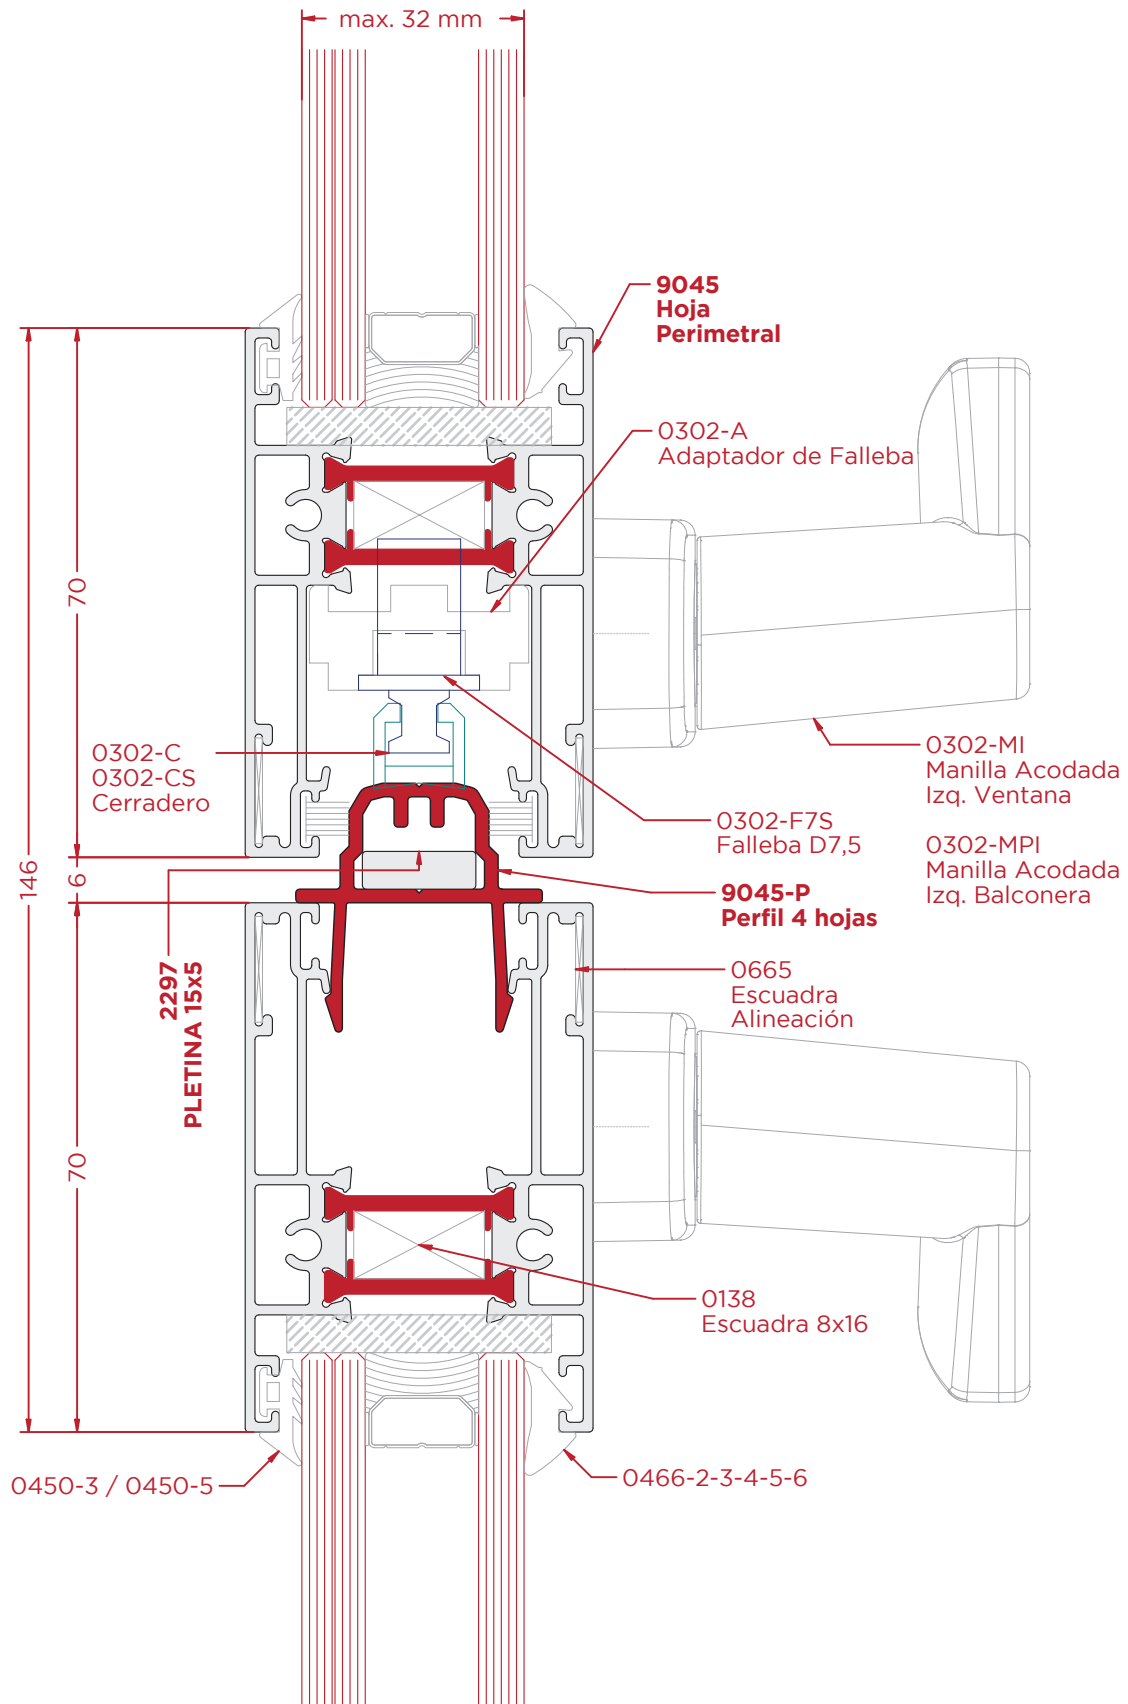 max. 32 mm
9045
Hoja
Perimetral
0302-A
Adaptador de Falleba
70
0302-C
0302-CS
Cerradero
0302-MI
Manilla Acodada
Izq. Ventana
0302-MPI
Manilla Acodada
Izq. Balconera
0302-F7S
Falleba D7,5
146
6
9045-P
Perfil 4 hojas
2297
PLETINA 15x5
0665
Escuadra
Alineación
70
0138
Escuadra 8x16
0450-3 / 0450-5
0466-2-3-4-5-6